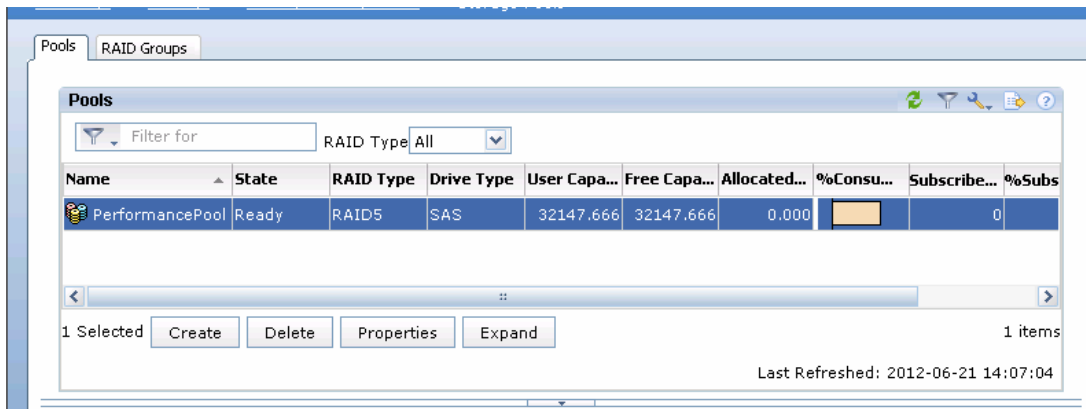 Pools RAID Groups
Pools
Filter for RAID Type All
Name State RAID Type Drive Type User Capa... Free Capa... Allocated... %Consu... Subscribe... %Subs
PerformancePool Ready RAID5 SAS 32147.666 32147.666 0.000 0
1 Selected Create Delete Properties Expand 1 items
Last Refreshed: 2012-06-21 14:07:04